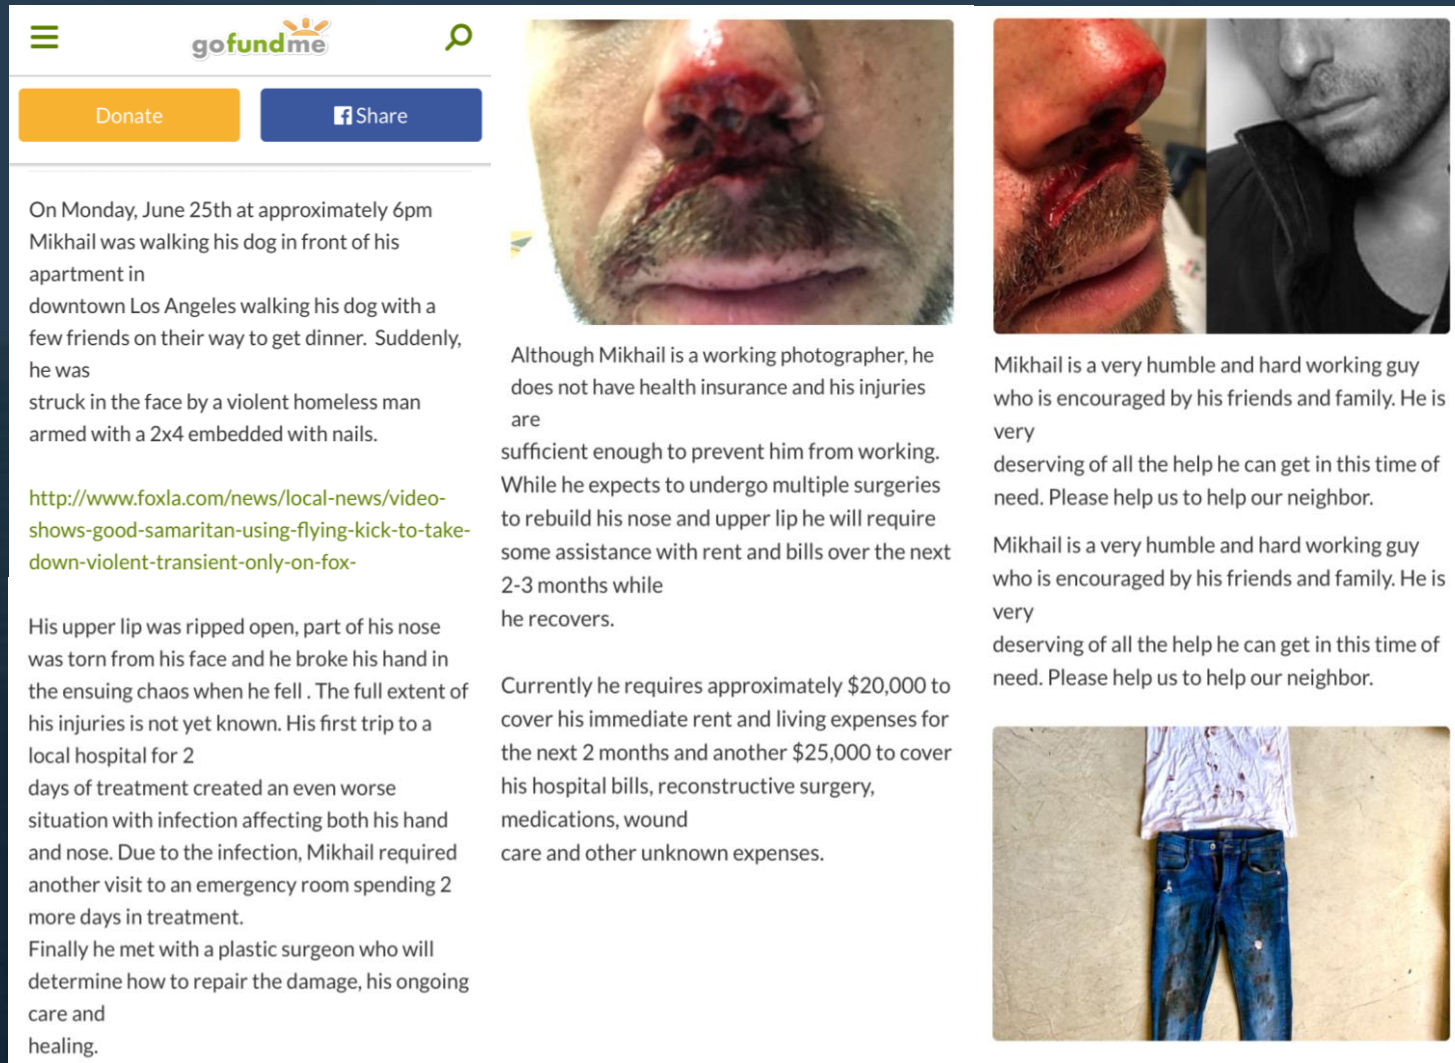 gofundme
Donate
Share
On Monday, June 25th at approximately 6pm
Mikhail was walking his dog in front of his
apartment in
downtown Los Angeles walking his dog with a
few friends on their way to get dinner. Suddenly,
he was
struck in the face by a violent homeless man
armed with a 2x4 embedded with nails.
http://www.foxla.com/news/local-news/video-
shows-good-samaritan-using-flying-kick-to-take-
down-violent-transient-only-on-fox-
His upper lip was ripped open, part of his nose
was torn from his face and he broke his hand in
the ensuing chaos when he fell . The full extent of
his injuries is not yet known. His first trip to a
local hospital for 2
days of treatment created an even worse
situation with infection affecting both his hand
and nose. Due to the infection, Mikhail required
another visit to an emergency room spending 2
more days in treatment.
Finally he met with a plastic surgeon who will
determine how to repair the damage, his ongoing
care and
healing.
Although Mikhail is a working photographer, he
does not have health insurance and his injuries
are
sufficient enough to prevent him from working.
While he expects to undergo multiple surgeries
to rebuild his nose and upper lip he will require
some assistance with rent and bills over the next
2-3 months while
he recovers.
Currently he requires approximately $20,000 to
cover his immediate rent and living expenses for
the next 2 months and another $25,000 to cover
his hospital bills, reconstructive surgery,
medications, wound
care and other unknown expenses.
Mikhail is a very humble and hard working guy
who is encouraged by his friends and family. He is
very
deserving of all the help he can get in this time of
need. Please help us to help our neighbor.
Mikhail is a very humble and hard working guy
who is encouraged by his friends and family. He is
very
deserving of all the help he can get in this time of
need. Please help us to help our neighbor.